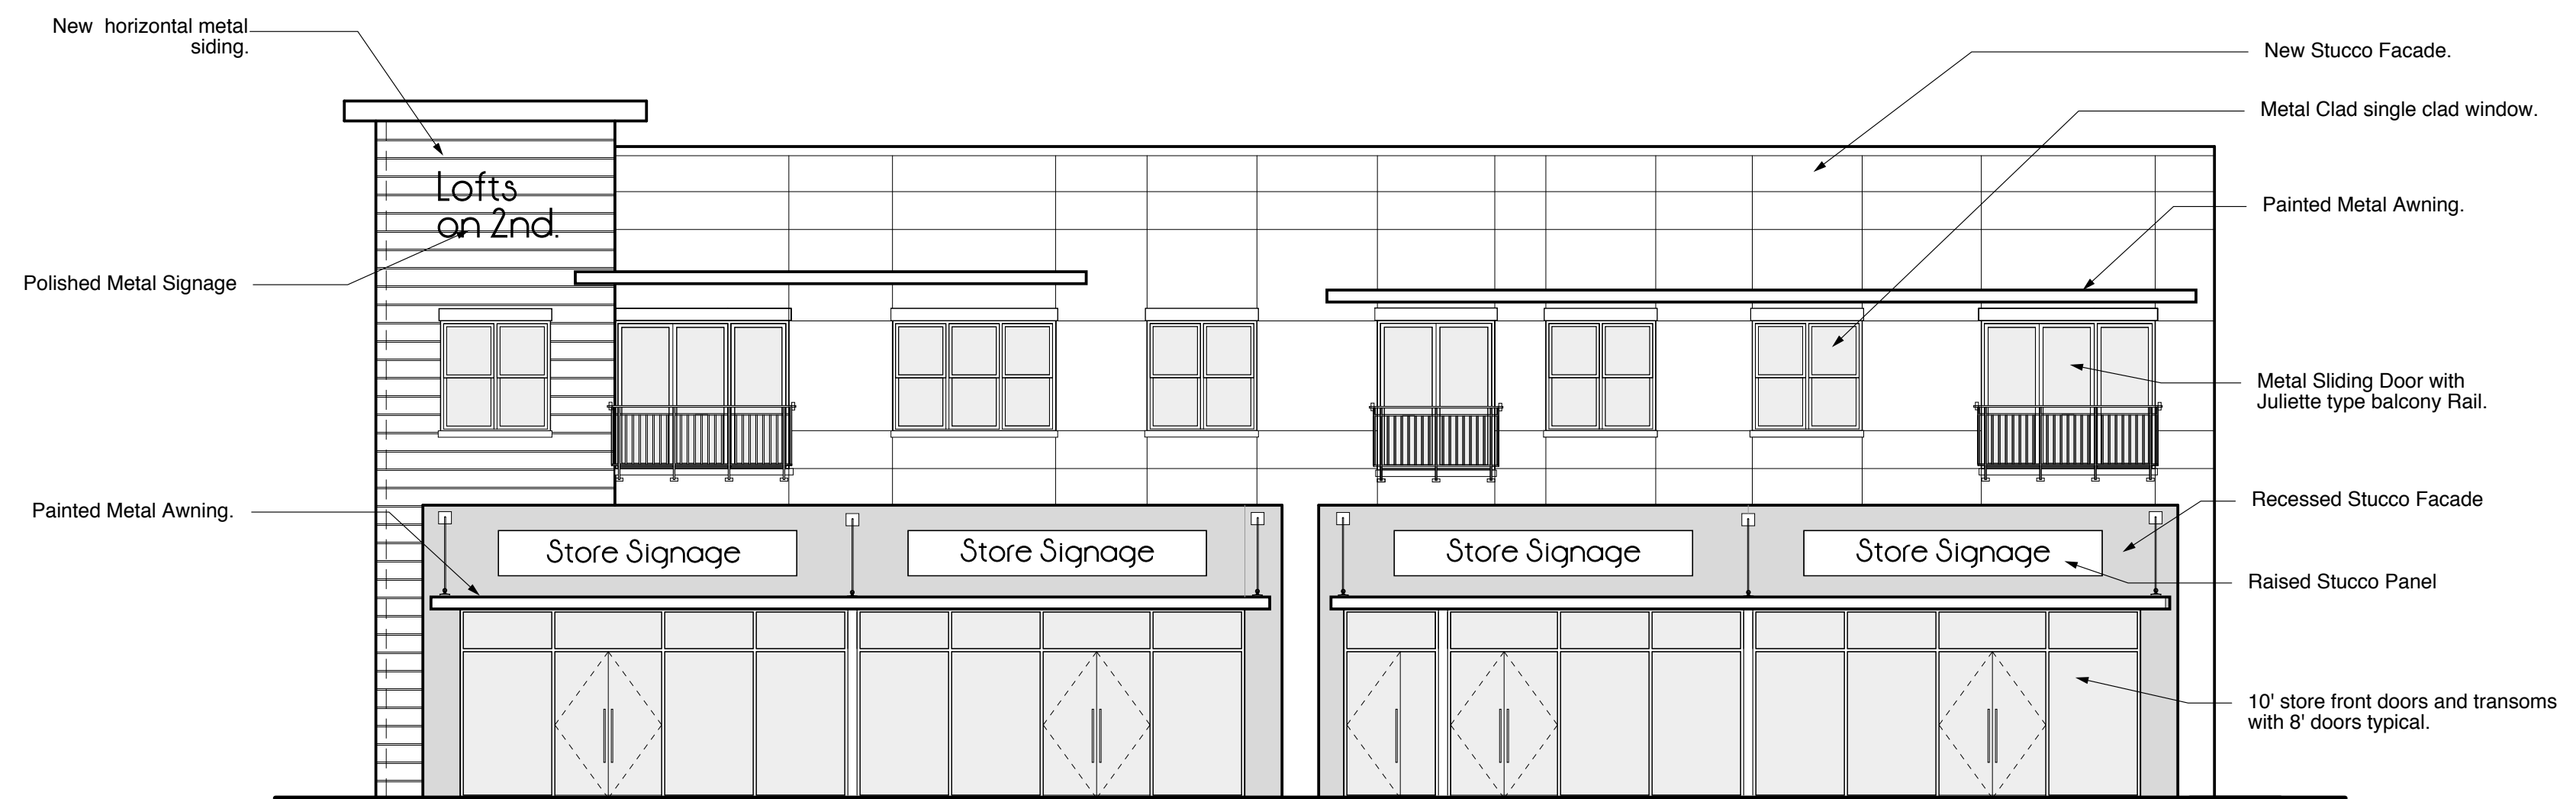 New horizontal metal
siding.
New Stucco Facade.
Metal Clad single clad window.
Lofts
on 2nd.
Painted Metal Awning.
Polished Metal Signage
Metal Sliding Door with
Juliette type balcony Rail.
Painted Metal Awning.
Recessed Stucco Facade
Store Signage
Store Signage
Store Signage
Store Signage
Raised Stucco Panel
10' store front doors and transoms
with 8' doors typical.